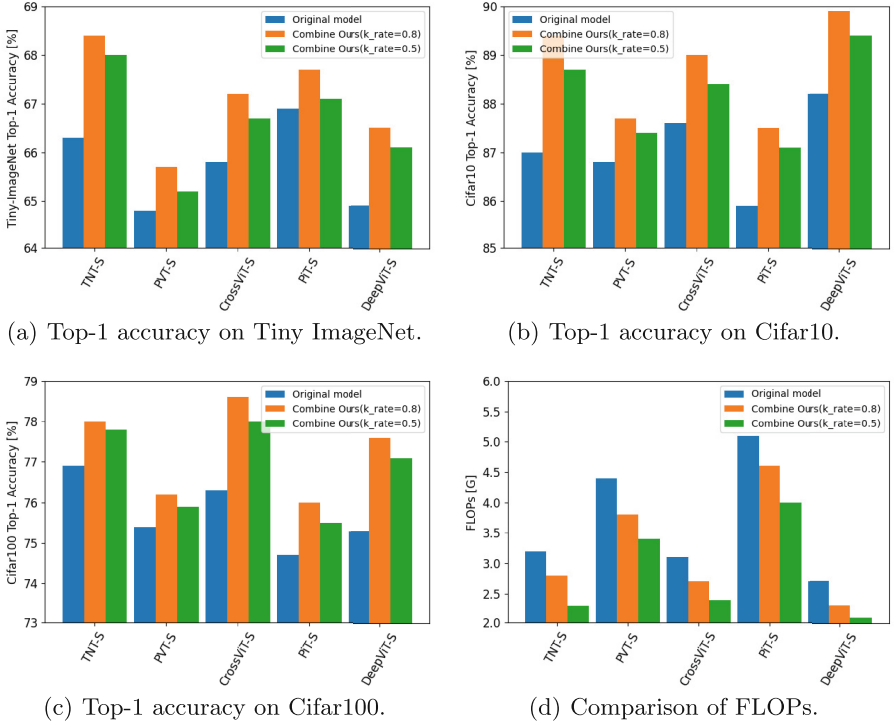 Tiny-ImageNet Top-1 Accuracy [%]
69
68
67
66
65
64
Original model
Combine Ours(k_rate=0.8)
Combine Ours(k_rate=0.5)
TNT-S
PVT-S
CrossViT-S
PiT-S
DeepViT-S
(a) Top-1 accuracy on Tiny ImageNet.
Cifar10 Top-1 Accuracy [%]
90
89
88
87
86
85
Original model
Combine Ours(k_rate=0.8)
Combine Ours(k_rate=0.5)
TNT-S
PVT-S
CrossViT-S
PiT-S
DeepViT-S
(b) Top-1 accuracy on Cifar10.
Cifar100 Top-1 Accuracy [%]
79
78
77
76
75
74
73
Original model
Combine Ours(k_rate=0.8)
Combine Ours(k_rate=0.5)
TNT-S
PVT-S
CrossViT-S
PiT-S
DeepViT-S
(c) Top-1 accuracy on Cifar100.
FLOPs [G]
6.0
5.5
5.0
4.5
4.0
3.5
3.0
2.5
2.0
Original model
Combine Ours(k_rate=0.8)
Combine Ours(k_rate=0.5)
TNT-S
PVT-S
CrossViT-S
PiT-S
DeepViT-S
(d) Comparison of FLOPs.